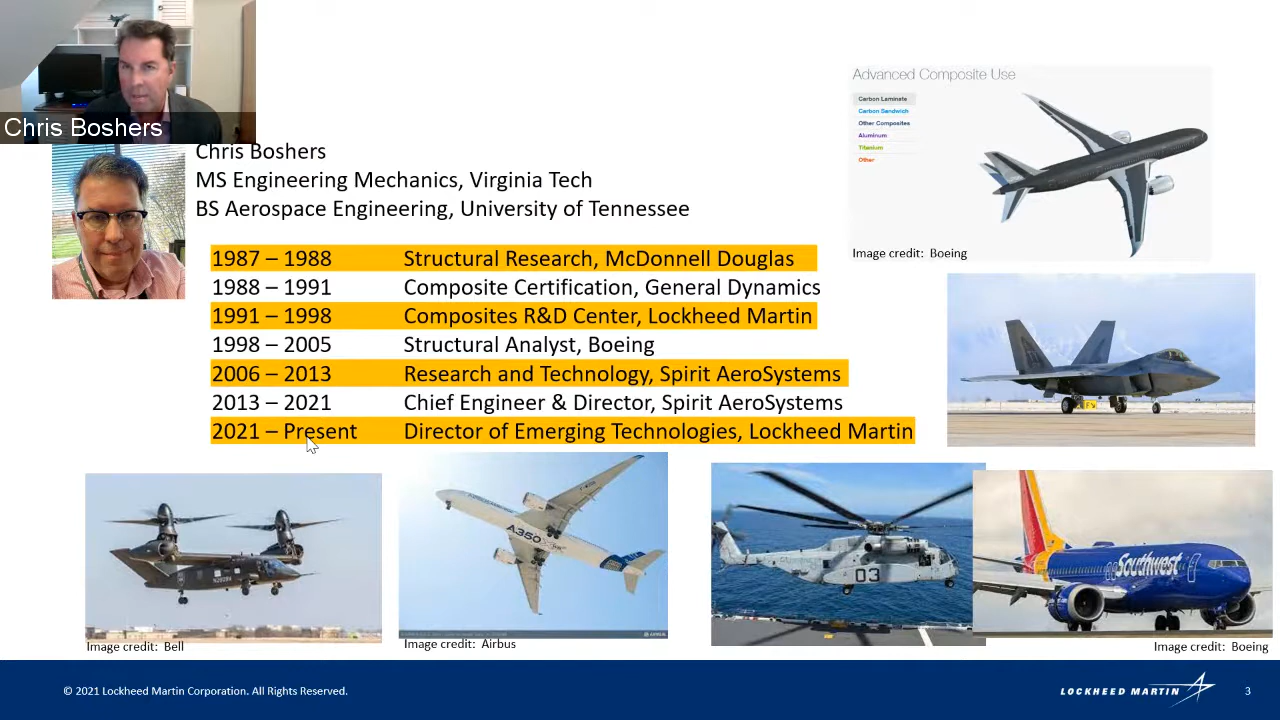 Chris Boshers
Chris Boshers
MS Engineering Mechanics, Virginia Tech
BS Aerospace Engineering, University of Tennessee
1987 – 1988 Structural Research, McDonnell Douglas
1988 – 1991 Composite Certification, General Dynamics
1991 – 1998 Composites R&D Center, Lockheed Martin
1998 – 2005 Structural Analyst, Boeing
2006 – 2013 Research and Technology, Spirit AeroSystems
2013 – 2021 Chief Engineer & Director, Spirit AeroSystems
2021 – Present Director of Emerging Technologies, Lockheed Martin
Advanced Composite Use
Carbon Laminate
Carbon Sandwich
Other Composites
Aluminum
Titanium
Other
Image credit: Boeing
Image credit: Bell
A350
Image credit: Airbus
03
Southwest
Image credit: Boeing
© 2021 Lockheed Martin Corporation. All Rights Reserved.
LOCKHEED MARTIN
3